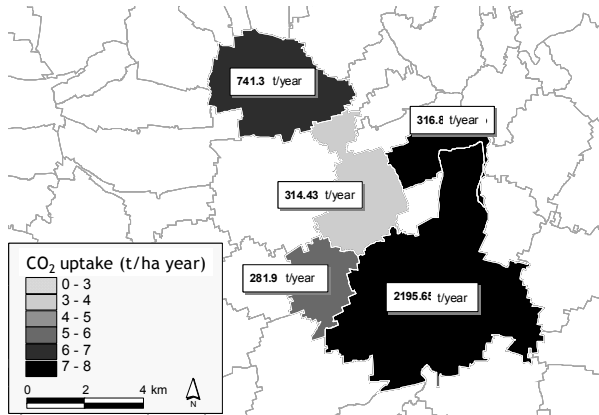 741.3 t/year
316.8 t/year
314.43 t/year
281.9 t/year
2195.65 t/year
CO₂ uptake (t/ha year)
0 - 3
3 - 4
4 - 5
5 - 6
6 - 7
7 - 8
0 2 4 km
N